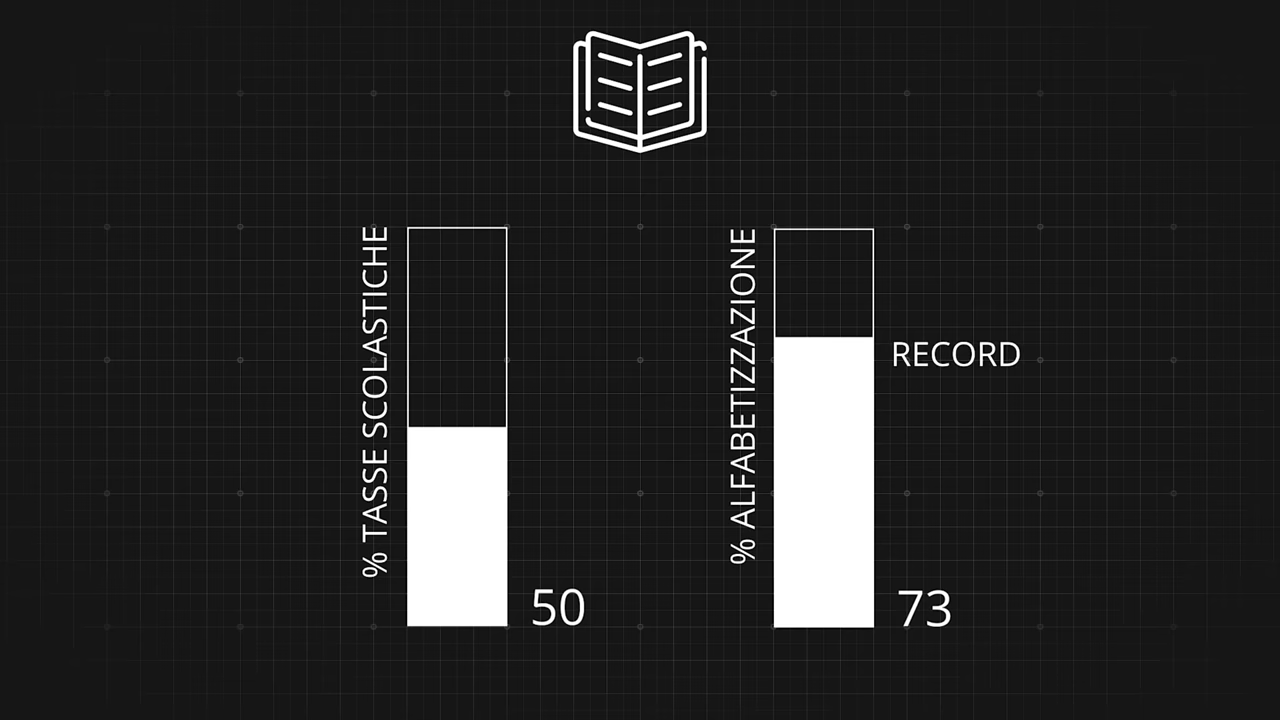 % TASSE SCOLASTICHE
50
% ALFABETIZZAZIONE
RECORD
73